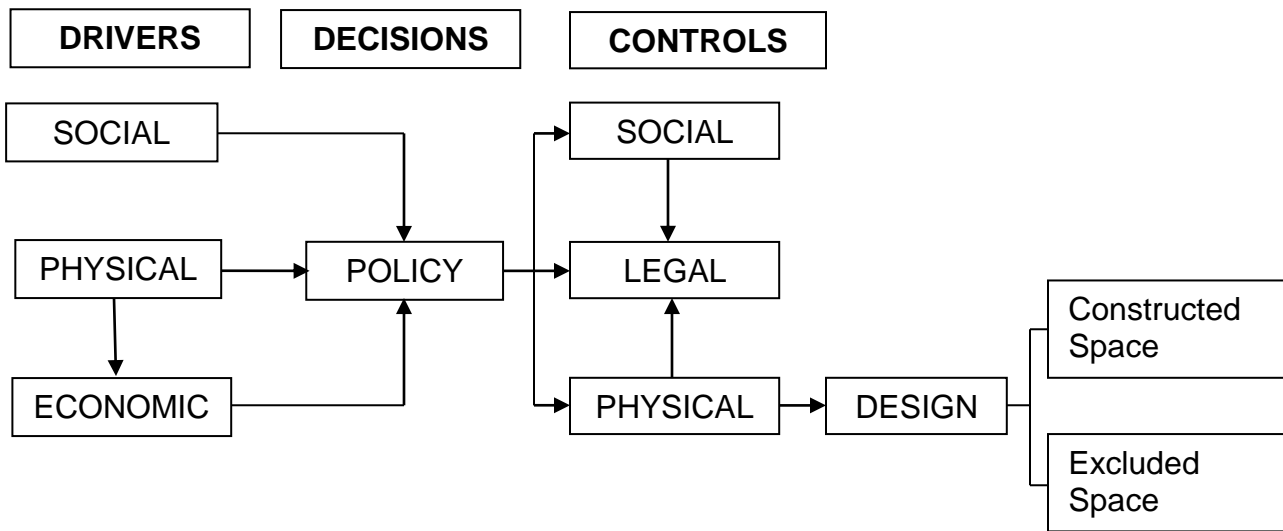 DRIVERS
DECISIONS
CONTROLS
SOCIAL
SOCIAL
PHYSICAL
POLICY
LEGAL
Constructed
Space
ECONOMIC
PHYSICAL
DESIGN
Excluded
Space